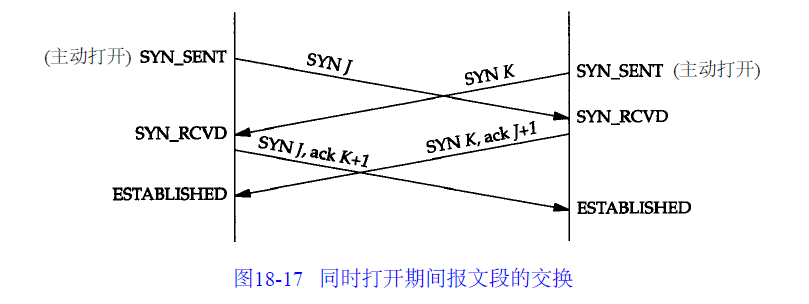 (主动打开) SYN_SENT
SYN J
SYN K
SYN_SENT (主动打开)
SYN_RCVD
SYN_RCVD
SYN K, ack J+1
SYN J, ack K+1
ESTABLISHED
ESTABLISHED
图18-17 同时打开期间报文段的交换